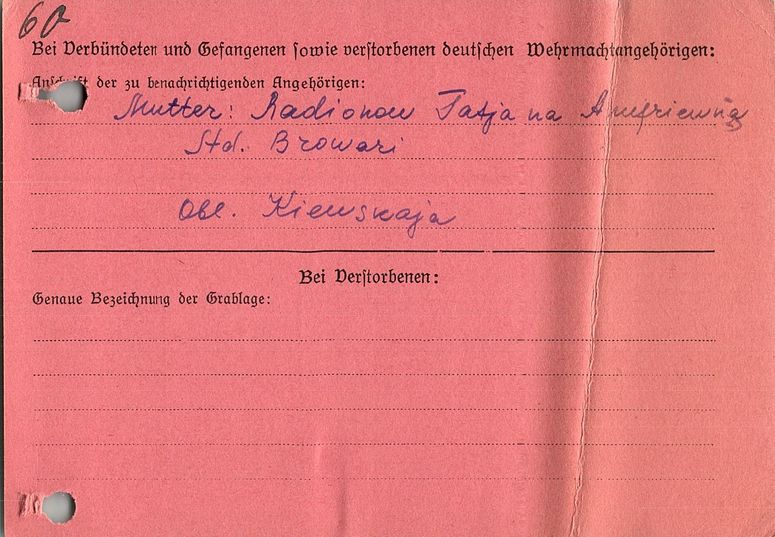 60
Bei Verbündeten und Gefangenen sowie verstorbenen deutschen Wehrmachtangehörigen:
Anschrift der zu benachrichtigenden Angehörigen:
Mutter: Radionow Tatjana
Std. Browari
Obl. Kiewskaja
Bei Verstorbenen:
Genaue Bezeichnung der Grablage: